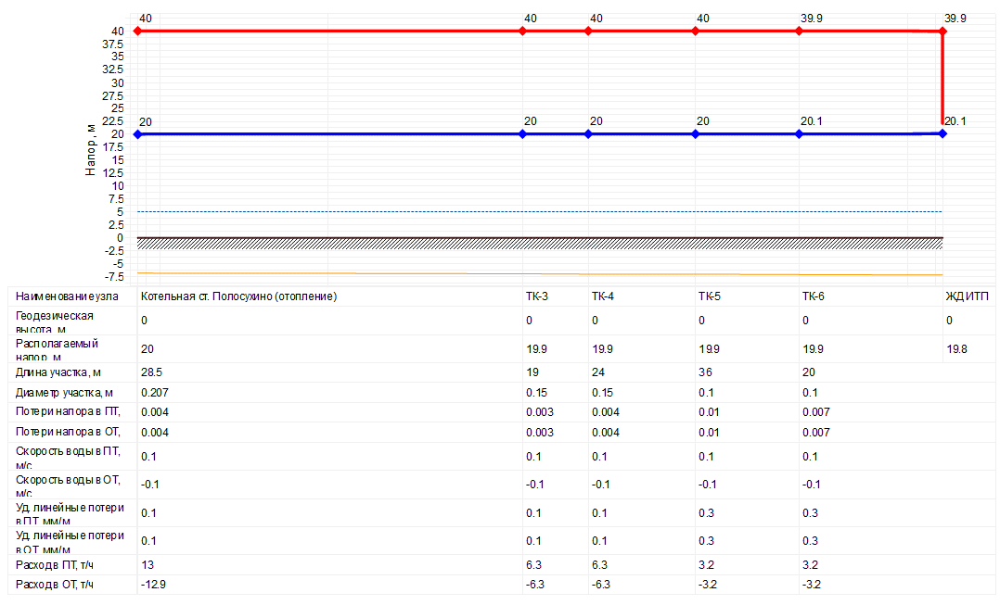 40 40 40 40 39.9 39.9
40
37.5
35
32.5
30
27.5
25
22.5
20
17.5
15
12.5
10
7.5
5
2.5
0
-2.5
-5
-7.5
Напор, м
20 20 20 20 20.1 20.1
Наименование узла Котельная ст. Полосухино (отопление) ТК-3 ТК-4 ТК-5 ТК-6 ЖД ИТП
Геодезическая
высота, м
0 0 0 0 0 0
Располагаемый
напор, м
20 19.9 19.9 19.9 19.9 19.8
Длина участка, м 28.5 19 24 36 20
Диаметр участка, м 0.207 0.15 0.15 0.1 0.1
Потери напора в ПТ, 0.004 0.003 0.004 0.01 0.007
Потери напора в ОТ, 0.004 0.003 0.004 0.01 0.007
Скорость воды в ПТ,
м/с
0.1 0.1 0.1 0.1 0.1
Скорость воды в ОТ,
м/с
-0.1 -0.1 -0.1 -0.1 -0.1
Уд. линейные потери
в ПТ, мм/м
0.1 0.1 0.1 0.3 0.3
Уд. линейные потери
в ОТ, мм/м
0.1 0.1 0.1 0.3 0.3
Расход в ПТ, т/ч 13 6.3 6.3 3.2 3.2
Расход в ОТ, т/ч -12.9 -6.3 -6.3 -3.2 -3.2